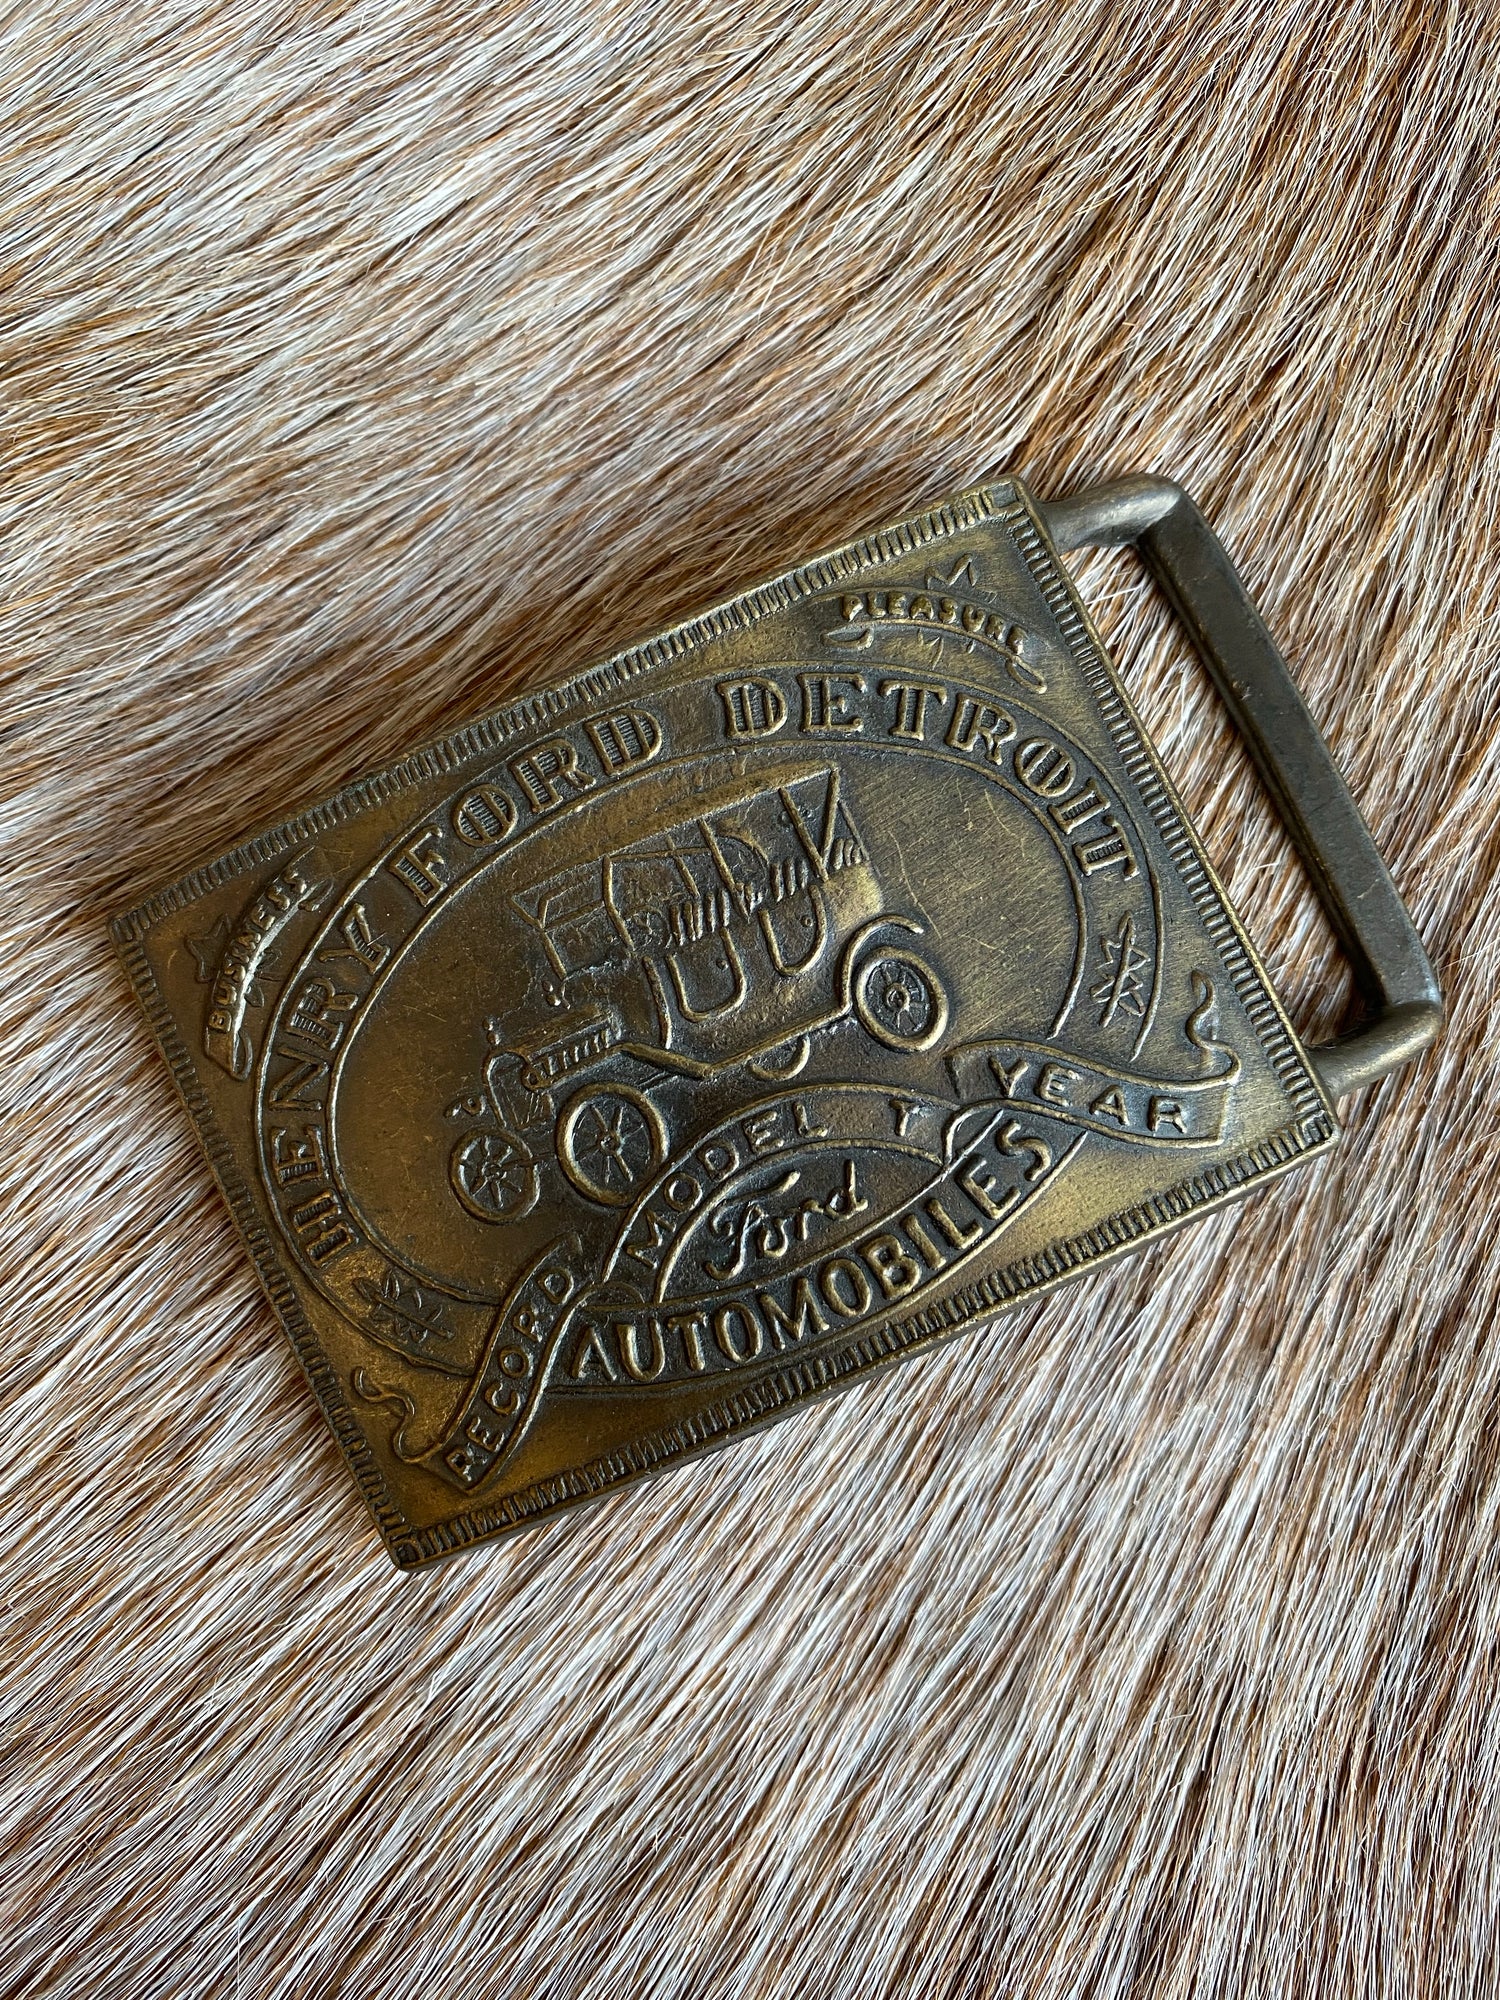 BUSINESS
PLEASURE
HENRY FORD DETROIT
RECORD MODEL T YEAR
Ford
AUTOMOBILES